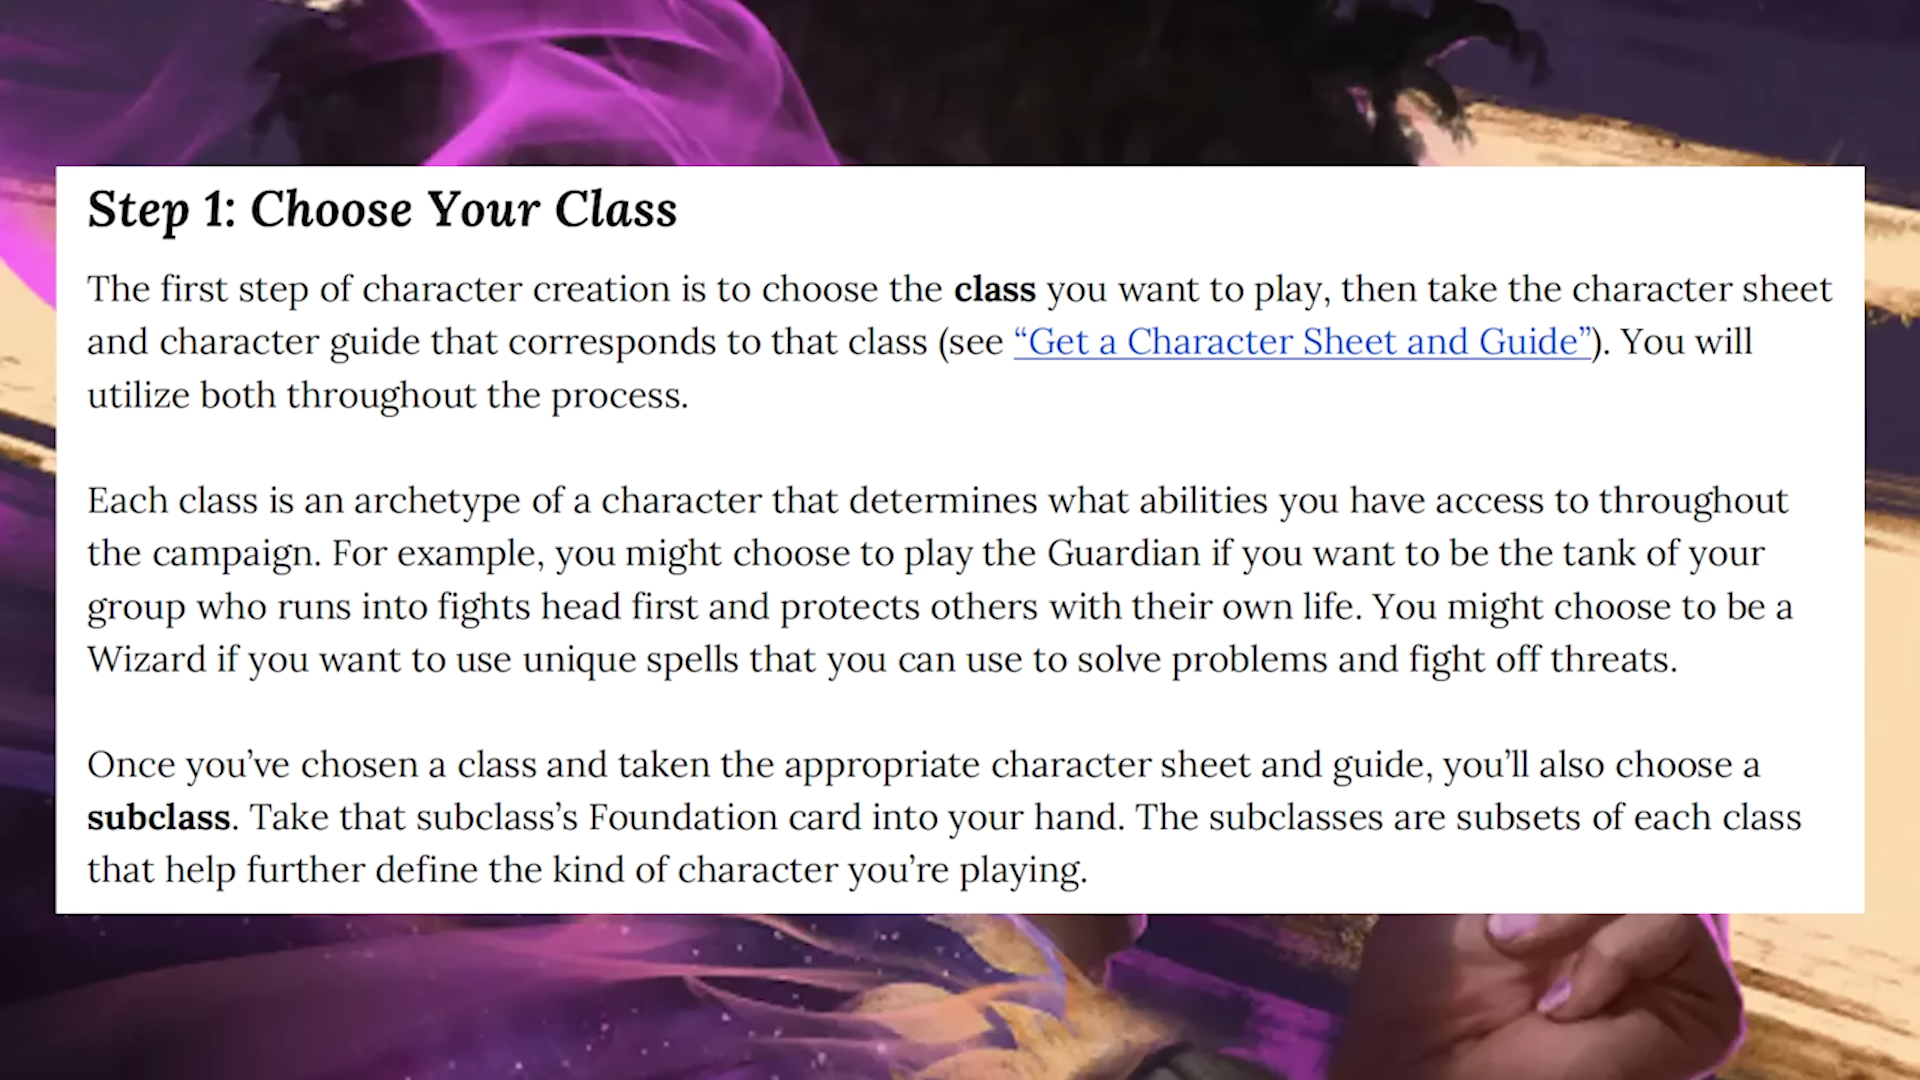 Step 1: Choose Your Class
The first step of character creation is to choose the class you want to play, then take the character sheet
and character guide that corresponds to that class (see “Get a Character Sheet and Guide”). You will
utilize both throughout the process.
Each class is an archetype of a character that determines what abilities you have access to throughout
the campaign. For example, you might choose to play the Guardian if you want to be the tank of your
group who runs into fights head first and protects others with their own life. You might choose to be a
Wizard if you want to use unique spells that you can use to solve problems and fight off threats.
Once you’ve chosen a class and taken the appropriate character sheet and guide, you’ll also choose a
subclass. Take that subclass’s Foundation card into your hand. The subclasses are subsets of each class
that help further define the kind of character you’re playing.